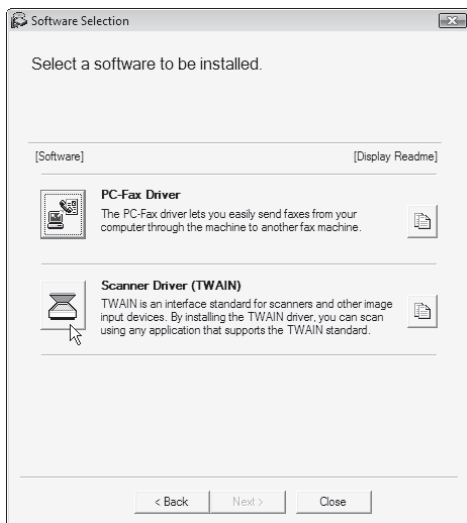 Software Selection
Select a software to be installed.
[Software] [Display Readme]
PC-Fax Driver
The PC-Fax driver lets you easily send faxes from your
computer through the machine to another fax machine.
Scanner Driver (TWAIN)
TWAIN is an interface standard for scanners and other image
input devices. By installing the TWAIN driver, you can scan
using any application that supports the TWAIN standard.
< Back Next > Close